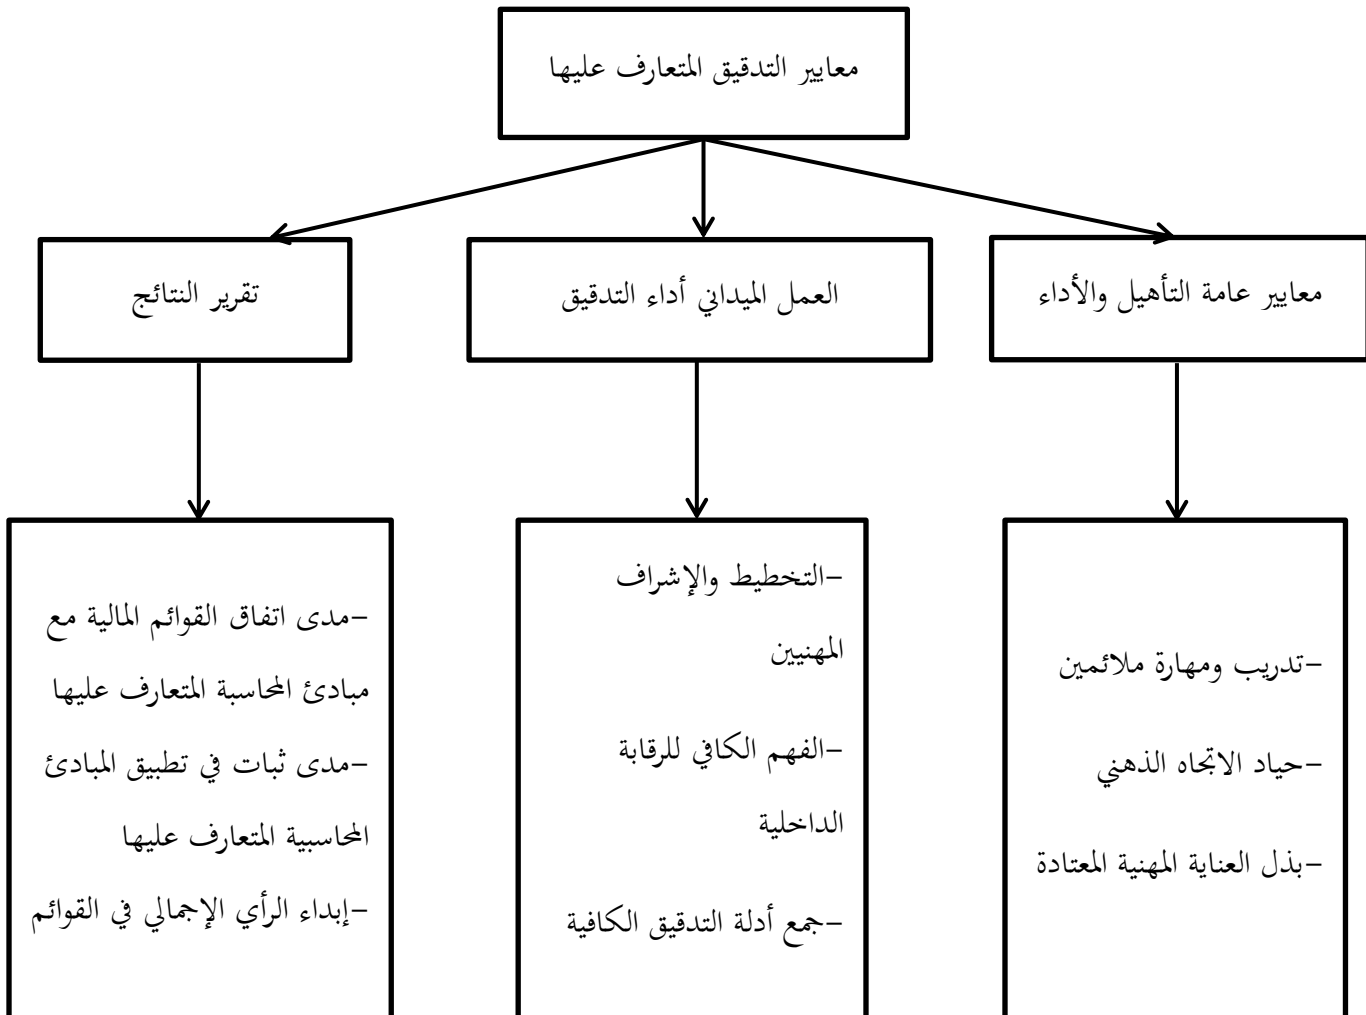 معايير التدقيق المتعارف عليها
معايير عامة التأهيل والأداء
العمل الميداني أداء التدقيق
تقرير النتائج
–تدريب ومهارة ملائمين
–حياد الاتجاه الذهني
–بذل العناية المهنية المعتادة
–التخطيط والإشراف
المهنيين
–الفهم الكافي للرقابة
الداخلية
–جمع أدلة التدقيق الكافية
–مدى اتفاق القوائم المالية مع
مبادئ المحاسبة المتعارف عليها
–مدى ثبات في تطبيق المبادئ
المحاسبية المتعارف عليها
–إبداء الرأي الإجمالي في القوائم